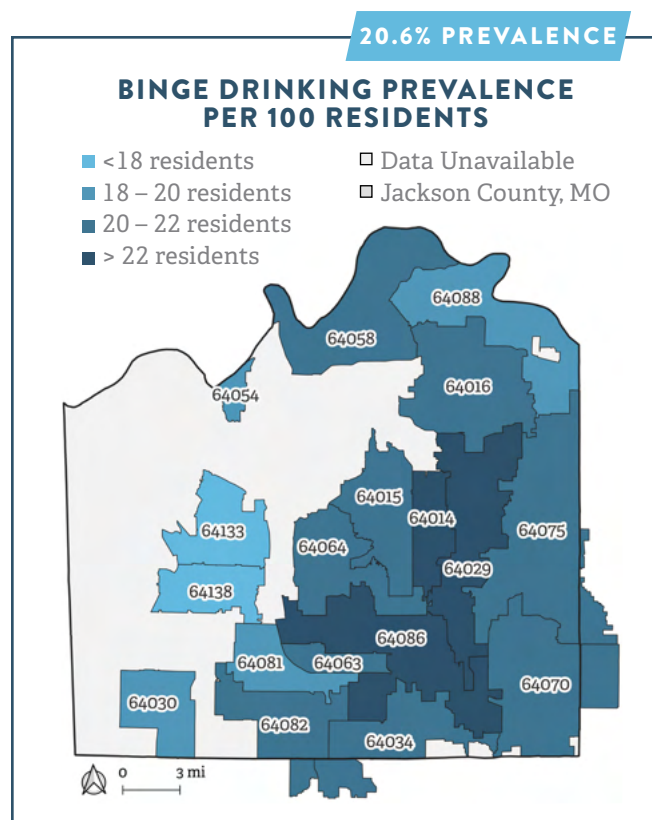 20.6% PREVALENCE
BINGE DRINKING PREVALENCE
PER 100 RESIDENTS
<18 residents
18 – 20 residents
20 – 22 residents
> 22 residents
Data Unavailable
Jackson County, MO
64088
64058
64054
64016
64015
64014
64133
64075
64064
64029
64138
64086
64081
64063
64070
64030
64082
64034
0 3 mi